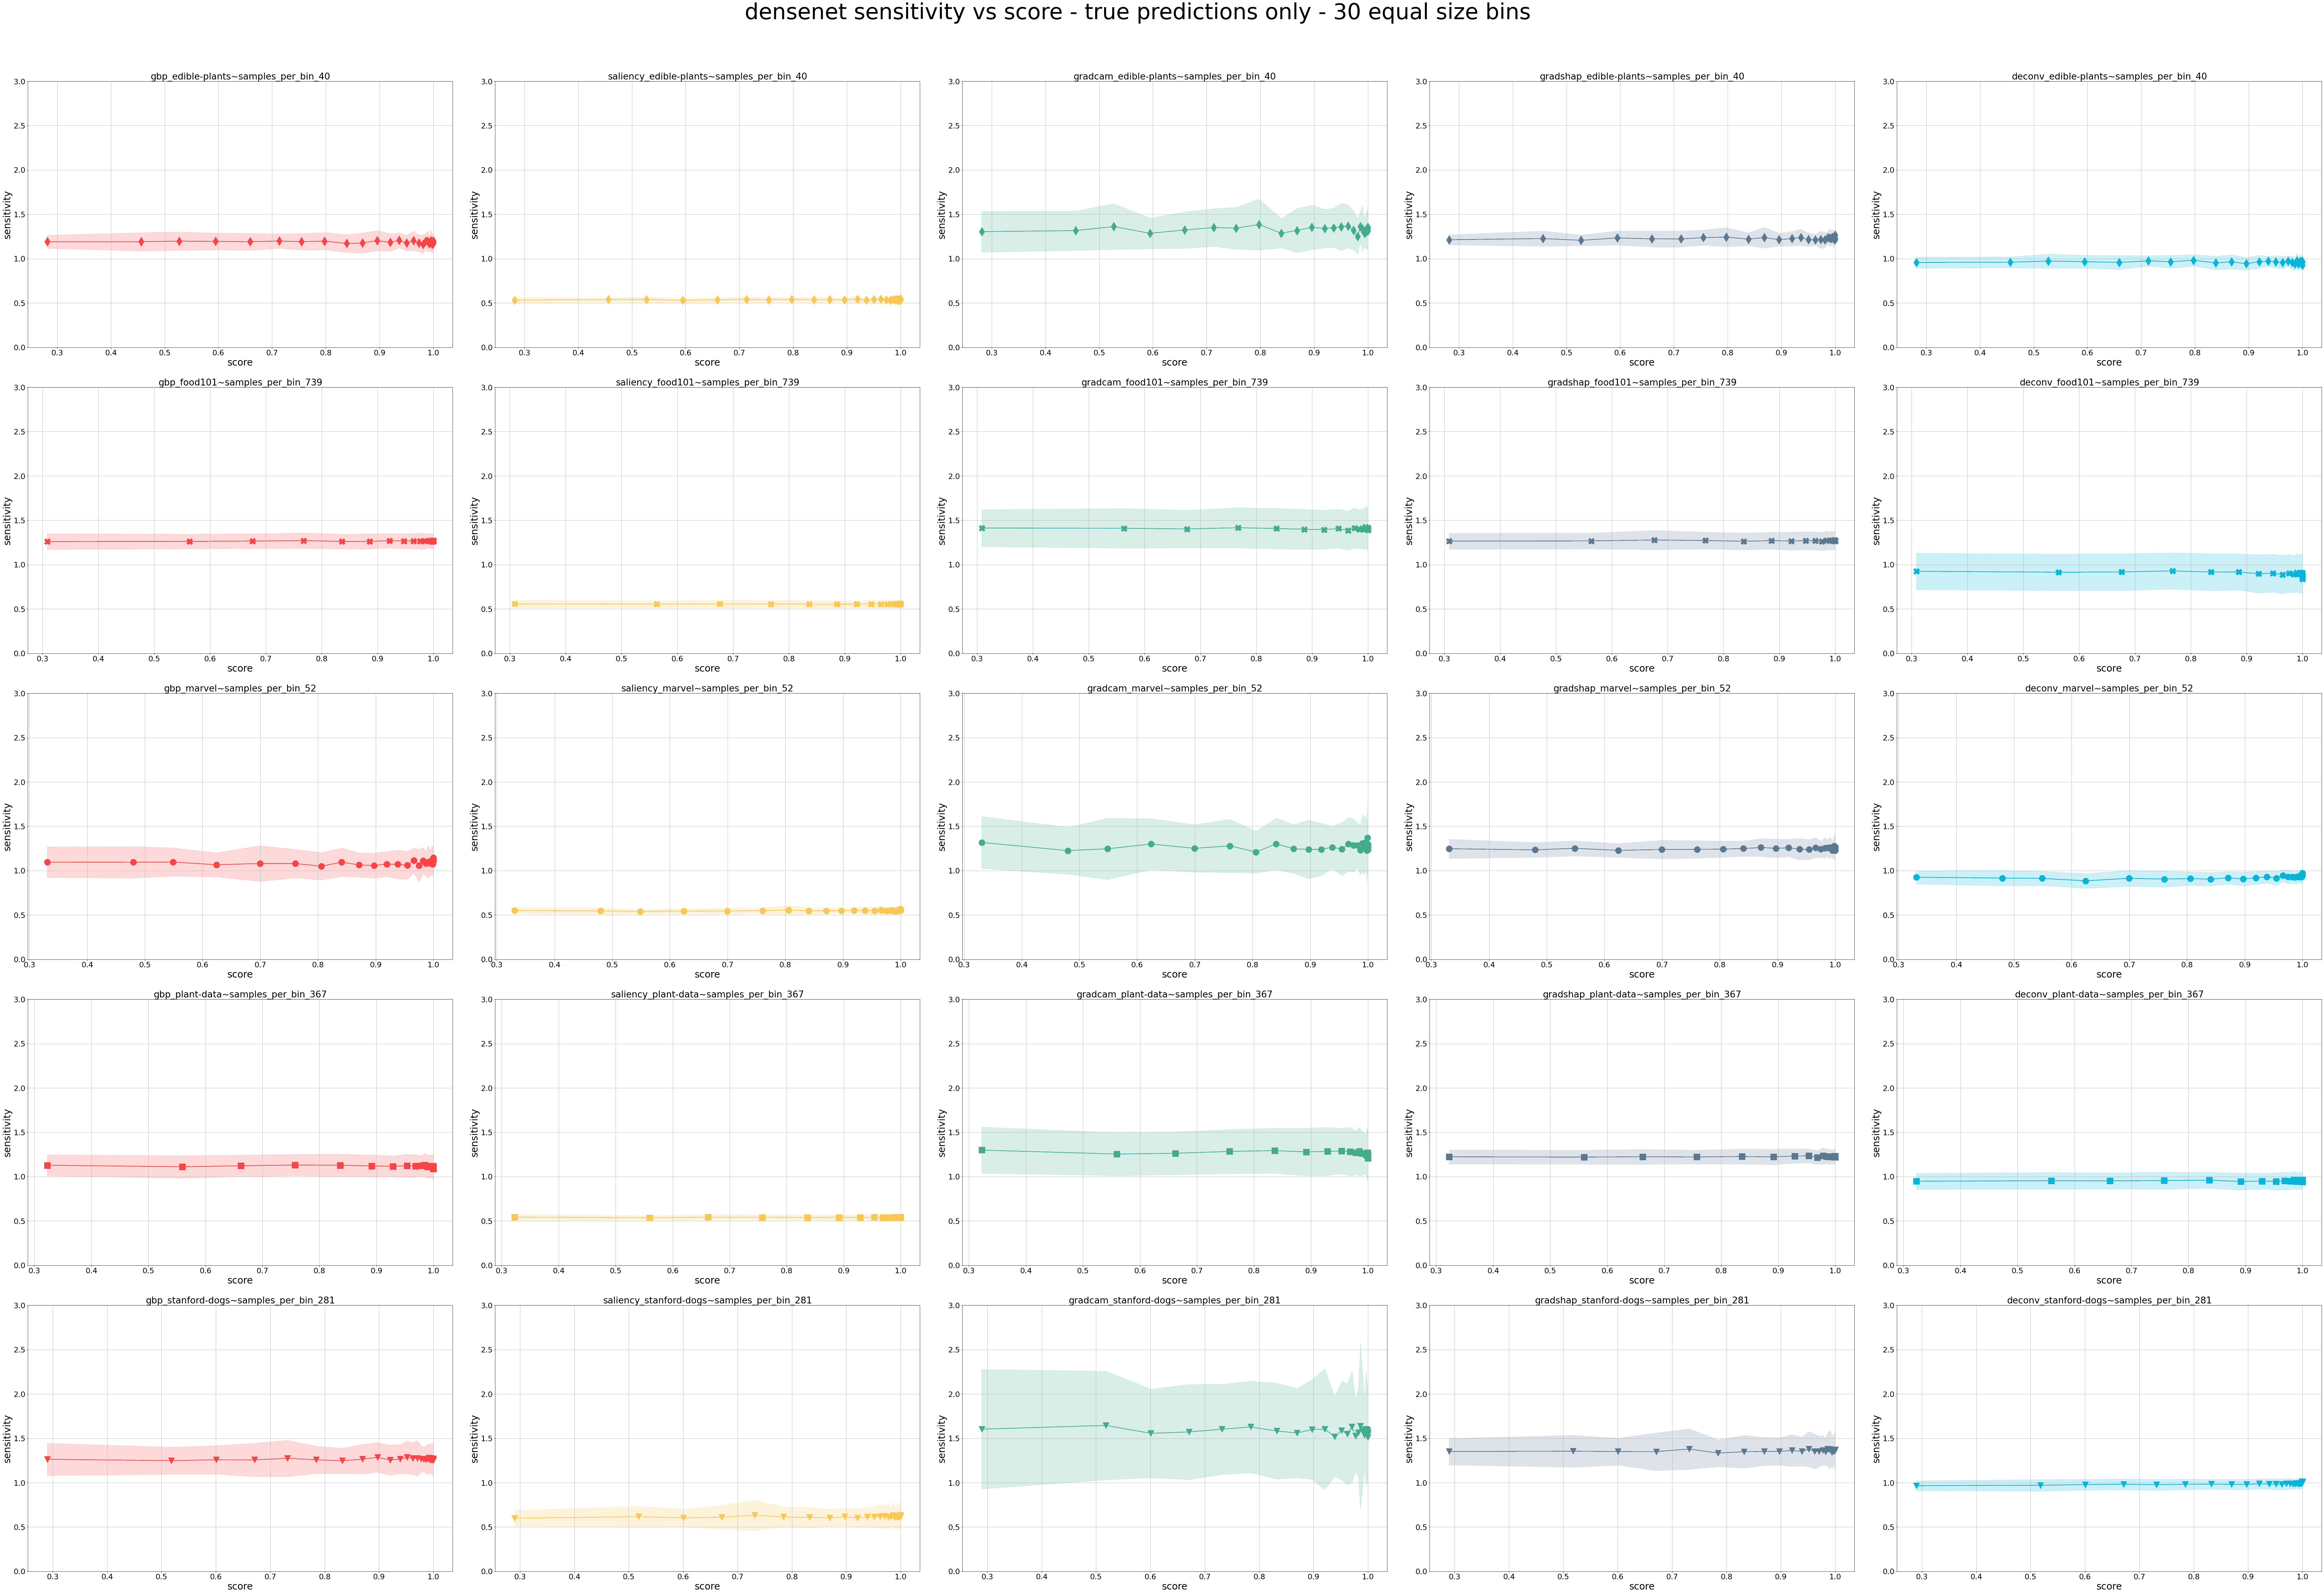 densenet sensitivity vs score - true predictions only - 30 equal size bins
gbp_edible-plants~samples_per_bin_40
saliency_edible-plants~samples_per_bin_40
gradcam_edible-plants~samples_per_bin_40
gradshap_edible-plants~samples_per_bin_40
deconv_edible-plants~samples_per_bin_40
3.0 3.0 3.0 3.0 3.0
2.5 2.5 2.5 2.5 2.5
2.0 2.0 2.0 2.0 2.0
1.5 1.5 1.5 1.5 1.5
sensitivity sensitivity sensitivity sensitivity sensitivity
1.0 1.0 1.0 1.0 1.0
0.5 0.5 0.5 0.5 0.5
0.0 0.0 0.0 0.0 0.0
0.3 0.4 0.5 0.6 0.7 0.8 0.9 1.0
0.3 0.4 0.5 0.6 0.7 0.8 0.9 1.0
0.3 0.4 0.5 0.6 0.7 0.8 0.9 1.0
0.3 0.4 0.5 0.6 0.7 0.8 0.9 1.0
0.3 0.4 0.5 0.6 0.7 0.8 0.9 1.0
score score score score score
gbp_food101~samples_per_bin_739
saliency_food101~samples_per_bin_739
gradcam_food101~samples_per_bin_739
gradshap_food101~samples_per_bin_739
deconv_food101~samples_per_bin_739
3.0 3.0 3.0 3.0 3.0
2.5 2.5 2.5 2.5 2.5
2.0 2.0 2.0 2.0 2.0
1.5 1.5 1.5 1.5 1.5
sensitivity sensitivity sensitivity sensitivity sensitivity
1.0 1.0 1.0 1.0 1.0
0.5 0.5 0.5 0.5 0.5
0.0 0.0 0.0 0.0 0.0
0.3 0.4 0.5 0.6 0.7 0.8 0.9 1.0
0.3 0.4 0.5 0.6 0.7 0.8 0.9 1.0
0.3 0.4 0.5 0.6 0.7 0.8 0.9 1.0
0.3 0.4 0.5 0.6 0.7 0.8 0.9 1.0
0.3 0.4 0.5 0.6 0.7 0.8 0.9 1.0
score score score score score
gbp_marvel~samples_per_bin_52
saliency_marvel~samples_per_bin_52
gradcam_marvel~samples_per_bin_52
gradshap_marvel~samples_per_bin_52
deconv_marvel~samples_per_bin_52
3.0 3.0 3.0 3.0 3.0
2.5 2.5 2.5 2.5 2.5
2.0 2.0 2.0 2.0 2.0
1.5 1.5 1.5 1.5 1.5
sensitivity sensitivity sensitivity sensitivity sensitivity
1.0 1.0 1.0 1.0 1.0
0.5 0.5 0.5 0.5 0.5
0.0 0.0 0.0 0.0 0.0
0.3 0.4 0.5 0.6 0.7 0.8 0.9 1.0
0.3 0.4 0.5 0.6 0.7 0.8 0.9 1.0
0.3 0.4 0.5 0.6 0.7 0.8 0.9 1.0
0.3 0.4 0.5 0.6 0.7 0.8 0.9 1.0
0.3 0.4 0.5 0.6 0.7 0.8 0.9 1.0
score score score score score
gbp_plant-data~samples_per_bin_367
saliency_plant-data~samples_per_bin_367
gradcam_plant-data~samples_per_bin_367
gradshap_plant-data~samples_per_bin_367
deconv_plant-data~samples_per_bin_367
3.0 3.0 3.0 3.0 3.0
2.5 2.5 2.5 2.5 2.5
2.0 2.0 2.0 2.0 2.0
1.5 1.5 1.5 1.5 1.5
sensitivity sensitivity sensitivity sensitivity sensitivity
1.0 1.0 1.0 1.0 1.0
0.5 0.5 0.5 0.5 0.5
0.0 0.0 0.0 0.0 0.0
0.3 0.4 0.5 0.6 0.7 0.8 0.9 1.0
0.3 0.4 0.5 0.6 0.7 0.8 0.9 1.0
0.3 0.4 0.5 0.6 0.7 0.8 0.9 1.0
0.3 0.4 0.5 0.6 0.7 0.8 0.9 1.0
0.3 0.4 0.5 0.6 0.7 0.8 0.9 1.0
score score score score score
gbp_stanford-dogs~samples_per_bin_281
saliency_stanford-dogs~samples_per_bin_281
gradcam_stanford-dogs~samples_per_bin_281
gradshap_stanford-dogs~samples_per_bin_281
deconv_stanford-dogs~samples_per_bin_281
3.0 3.0 3.0 3.0 3.0
2.5 2.5 2.5 2.5 2.5
2.0 2.0 2.0 2.0 2.0
1.5 1.5 1.5 1.5 1.5
sensitivity sensitivity sensitivity sensitivity sensitivity
1.0 1.0 1.0 1.0 1.0
0.5 0.5 0.5 0.5 0.5
0.0 0.0 0.0 0.0 0.0
0.3 0.4 0.5 0.6 0.7 0.8 0.9 1.0
0.3 0.4 0.5 0.6 0.7 0.8 0.9 1.0
0.3 0.4 0.5 0.6 0.7 0.8 0.9 1.0
0.3 0.4 0.5 0.6 0.7 0.8 0.9 1.0
0.3 0.4 0.5 0.6 0.7 0.8 0.9 1.0
score score score score score